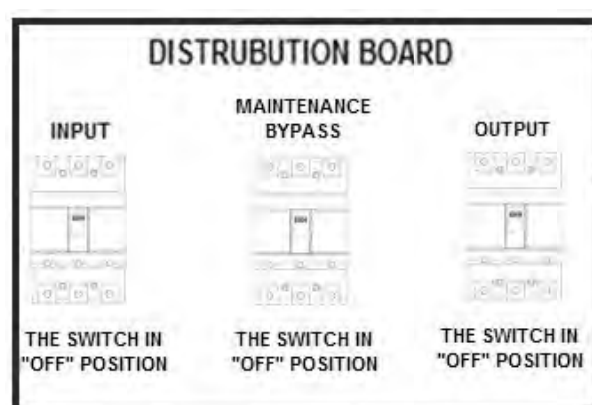 DISTRUBUTION BOARD
INPUT
MAINTENANCE
BYPASS
OUTPUT
THE SWITCH IN
"OFF" POSITION
THE SWITCH IN
"OFF" POSITION
THE SWITCH IN
"OFF" POSITION